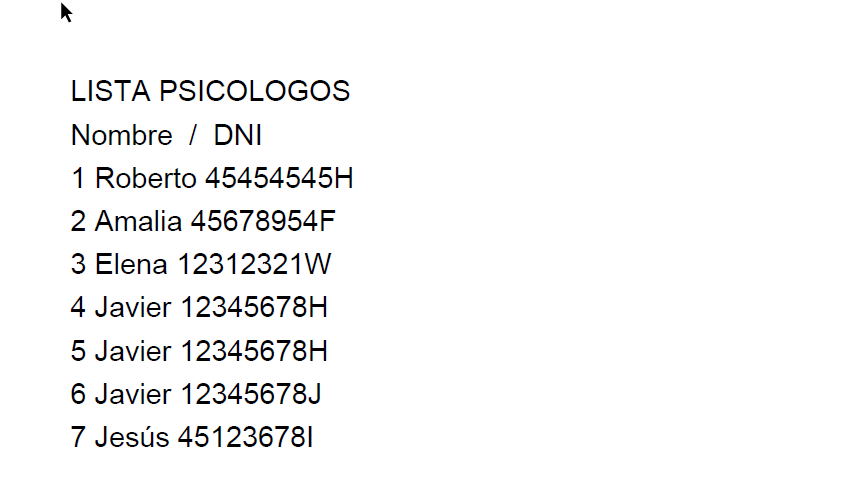 LISTA PSICOLOGOS
Nombre / DNI
1 Roberto 45454545H
2 Amalia 45678954F
3 Elena 12312321W
4 Javier 12345678H
5 Javier 12345678H
6 Javier 12345678J
7 Jesús 45123678I